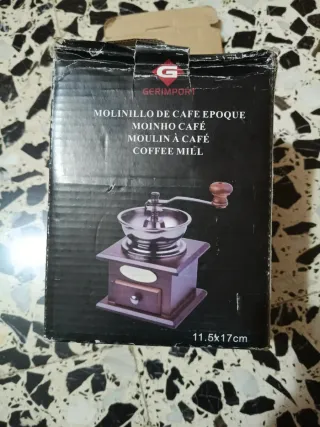 G
GERIMPORT
MOLINILLO DE CAFE EPOQUE
MOINHO CAFÉ
MOULIN À CAFÉ
COFFEE MILL
11.5x17cm